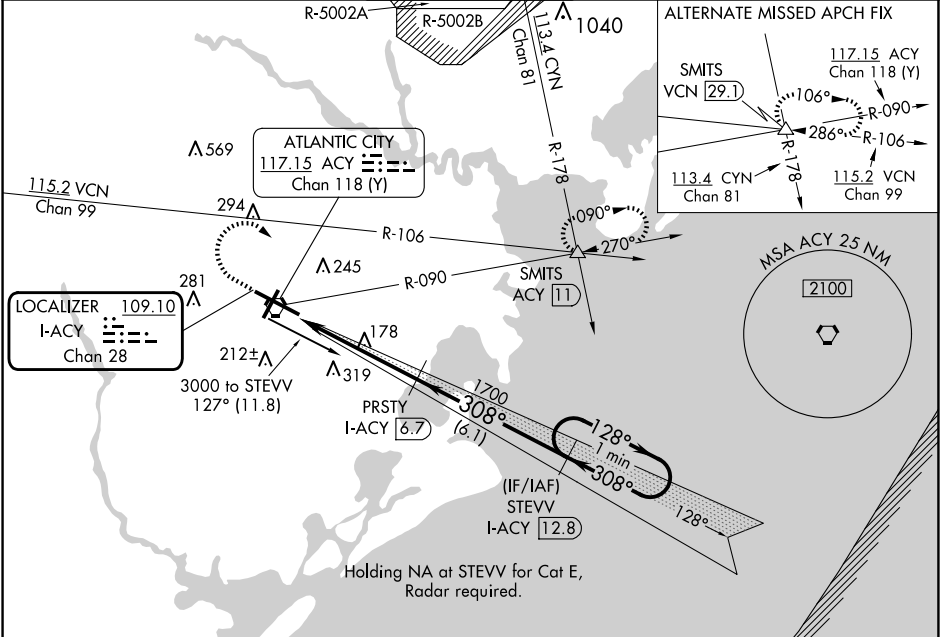 R-5002A
R-5002B
113.4 CYN
Chan 81
1040
ALTERNATE MISSED APCH FIX
117.15 ACY
Chan 118 (Y)
SMITS
VCN 29.1
106°
R-090
286°
R-106
R-178
113.4 CYN
Chan 81
115.2 VCN
Chan 99
569
ATLANTIC CITY
117.15 ACY
Chan 118 (Y)
R-178
115.2 VCN
Chan 99
294
R-106
090°
270°
245
R-090
SMITS
ACY 11
MSA ACY 25 NM
2100
281
LOCALIZER 109.10
I-ACY
Chan 28
178
212±
319
3000 to STEVV
127° (11.8)
PRSTY
I-ACY 6.7
1700
308°
(6.1)
128°
1 min
308°
128°
(IF/IAF)
STEVV
I-ACY 12.8
Holding NA at STEVV for Cat E,
Radar required.